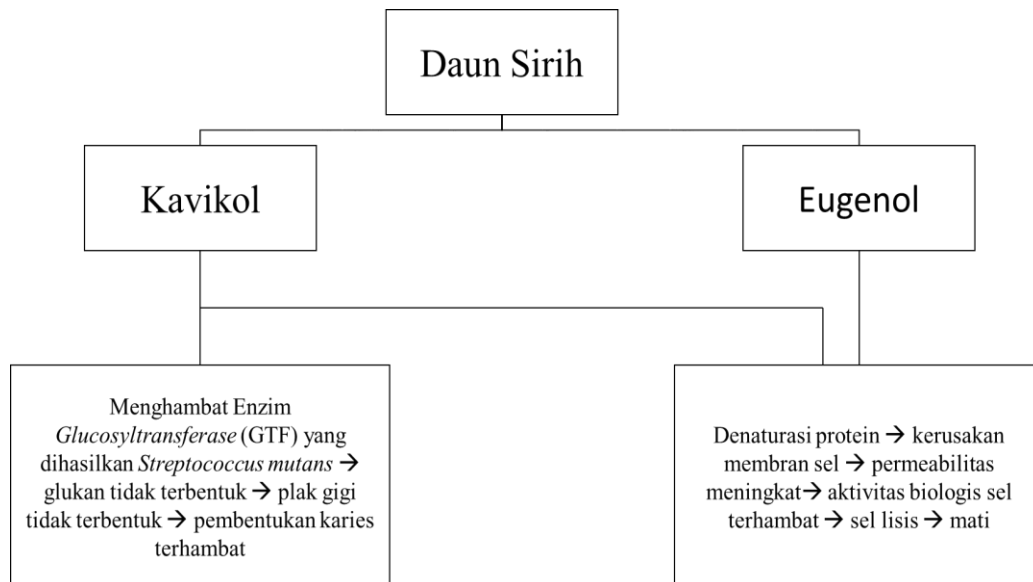 Daun Sirih
Kavikol
Eugenol
Menghambat Enzim
Glucosyltransferase (GTF) yang
dihasilkan Streptococcus mutans →
glukan tidak terbentuk → plak gigi
tidak terbentuk → pembentukan karies
terhambat
Denaturasi protein → kerusakan
membran sel → permeabilitas
meningkat→ aktivitas biologis sel
terhambat → sel lisis → mati